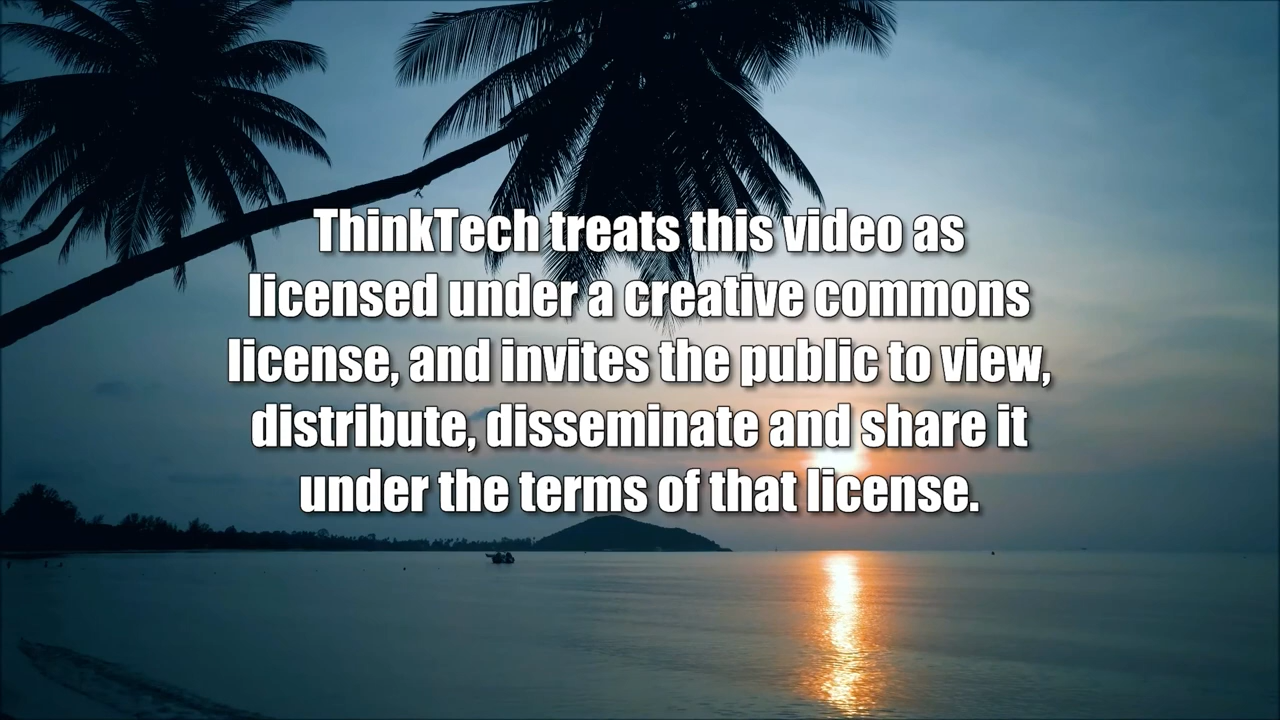 ThinkTech treats this video as
licensed under a creative commons
license, and invites the public to view,
distribute, disseminate and share it
under the terms of that license.